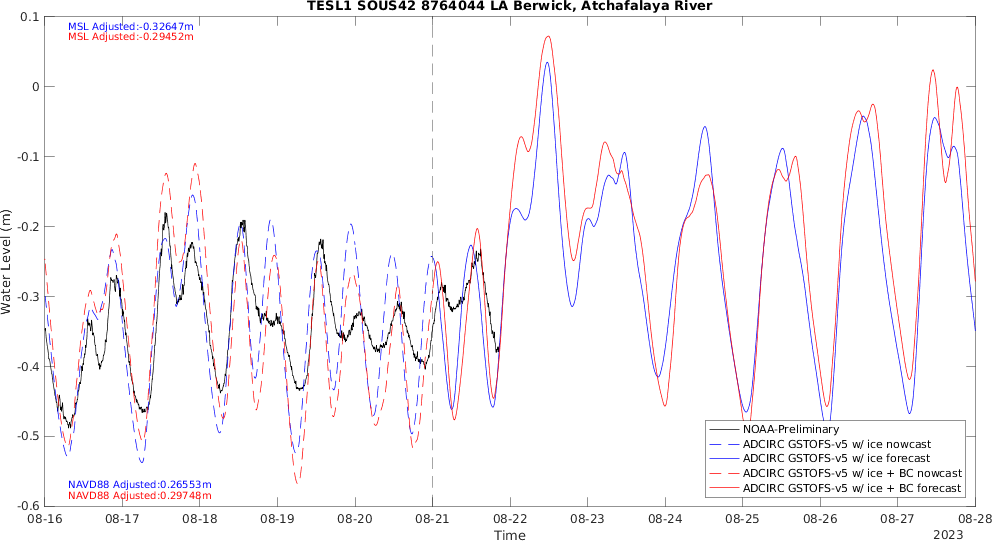 TESL1 SOUS42 8764044 LA Berwick, Atchafalaya River
MSL Adjusted:-0.32647m
MSL Adjusted:-0.29452m
0.1
0
-0.1
-0.2
-0.3
-0.4
-0.5
-0.6
Water Level (m)
NAVD88 Adjusted:0.26553m
NAVD88 Adjusted:0.29748m
NOAA-Preliminary
ADCIRC GSTOFS-v5 w/ ice nowcast
ADCIRC GSTOFS-v5 w/ ice forecast
ADCIRC GSTOFS-v5 w/ ice + BC nowcast
ADCIRC GSTOFS-v5 w/ ice + BC forecast
08-16 08-17 08-18 08-19 08-20 08-21 08-22 08-23 08-24 08-25 08-26 08-27 08-28
Time
2023